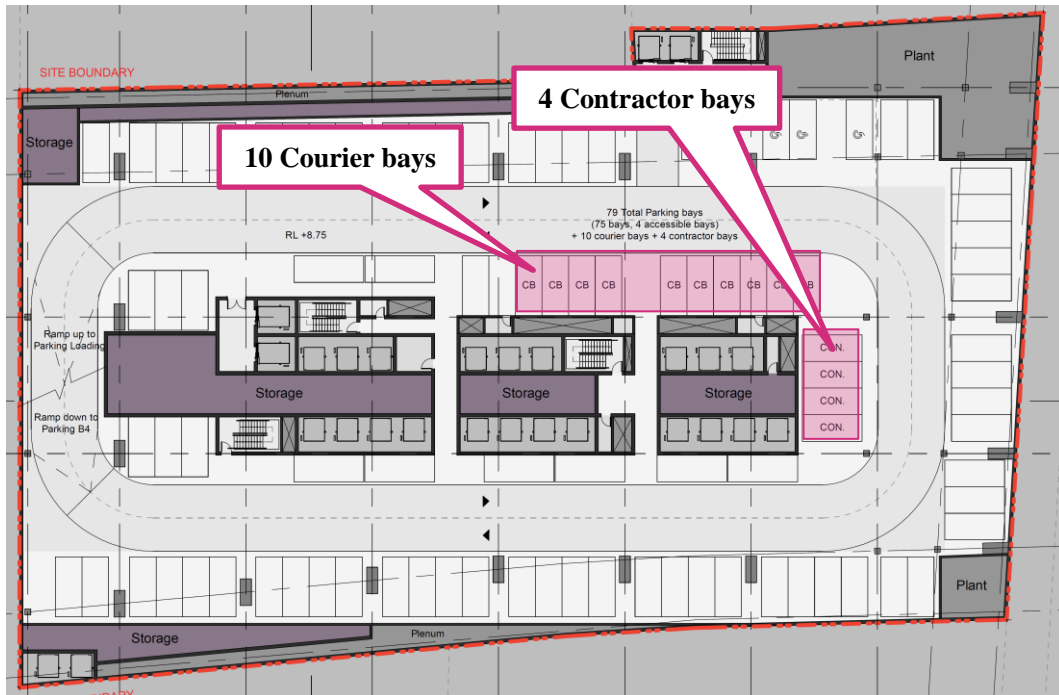 SITE BOUNDARY
Plenum
Plant
4 Contractor bays
10 Courier bays
Storage
79 Total Parking bays
(75 bays, 4 accessible bays)
+ 10 courier bays + 4 contractor bays
RL +8.75
CB CB CB CB CB CB CB CB CB CB
Ramp up to
Parking Loading
CON.
CON.
CON.
CON.
Storage Storage Storage
Ramp down to
Parking B4
Plant
Storage
Plenum